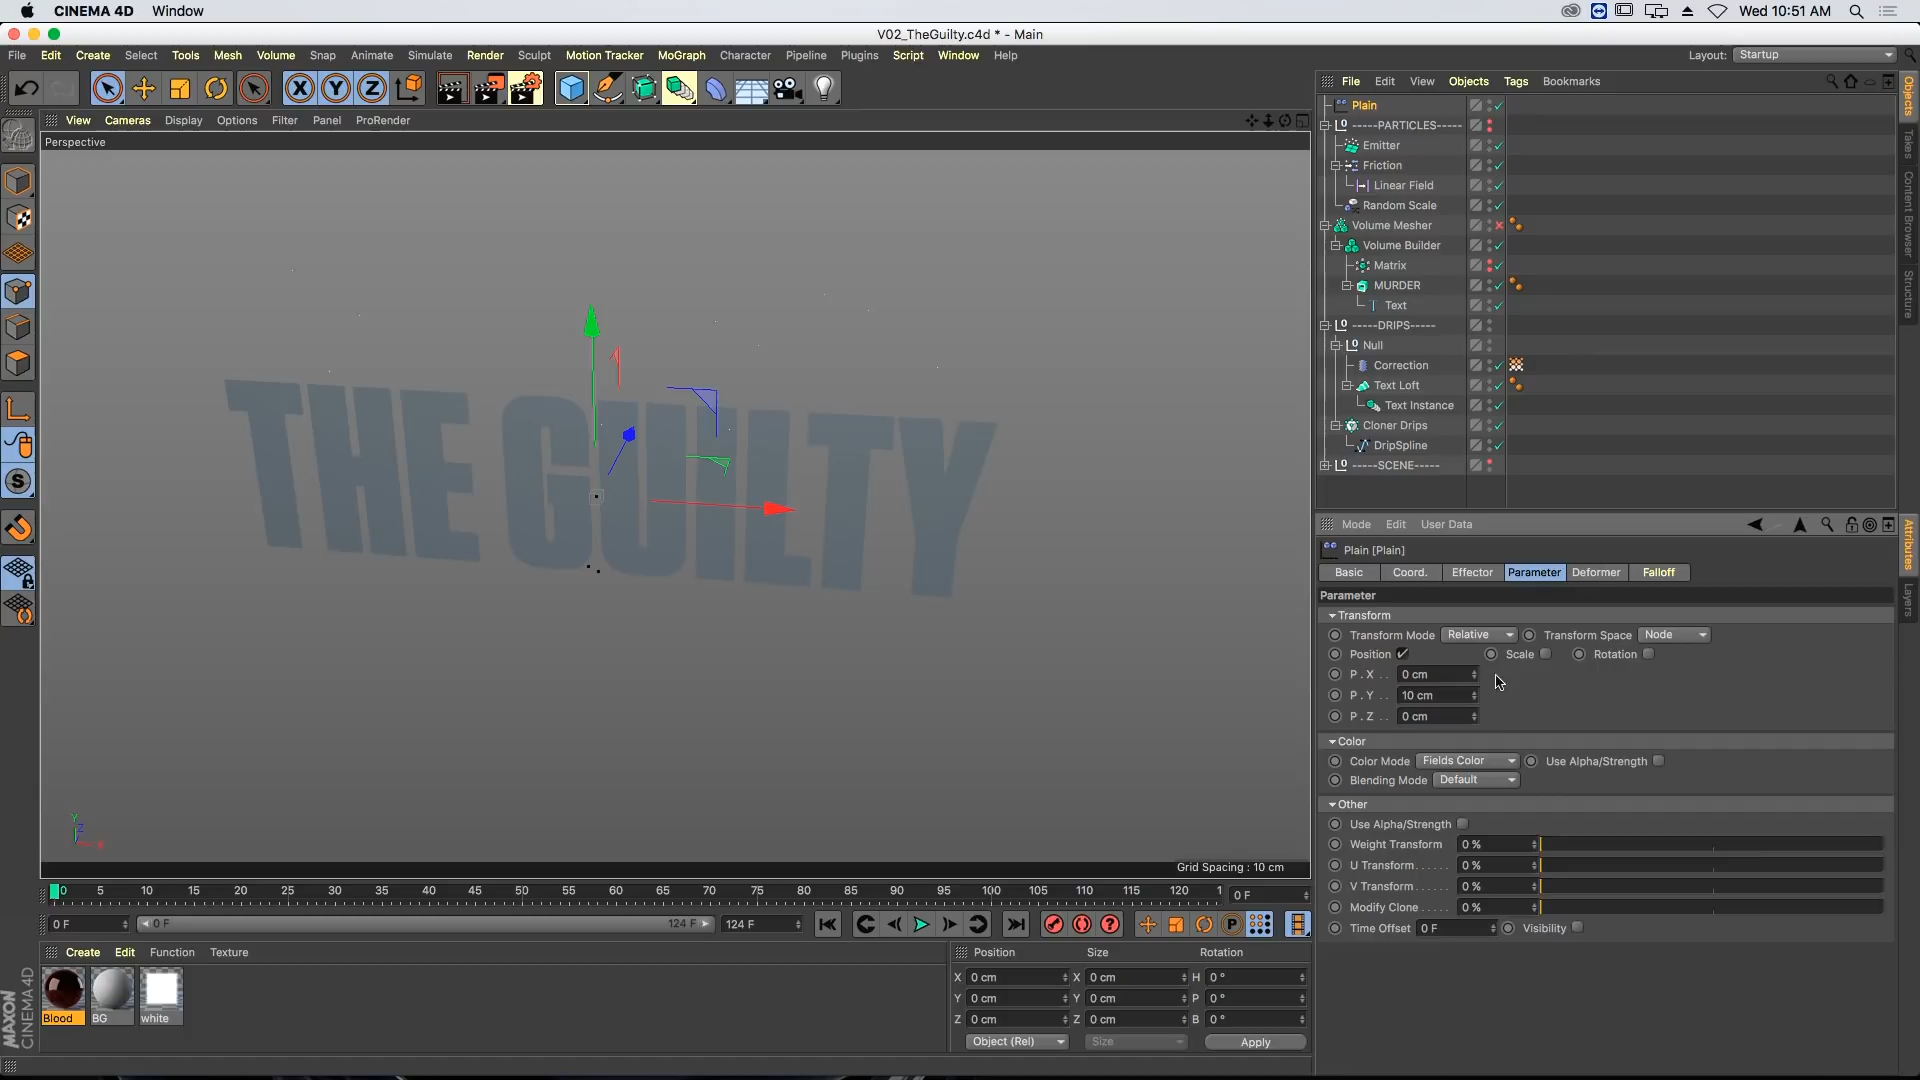 CINEMA 4D Window Wed 10:51 AM
V02_TheGuilty.c4d * - Main
File Edit Create Select Tools Mesh Volume Snap Animate Simulate Render Sculpt Motion Tracker MoGraph Character Pipeline Plugins Script Window Help Layout: Startup
X Y Z
File Edit View Objects Tags Bookmarks
View Cameras Display Options Filter Panel ProRender
Perspective
Plain
-----PARTICLES-----
Emitter
Friction
Linear Field
Random Scale
Volume Mesher
Volume Builder
Matrix
MURDER
Text
-----DRIPS-----
Null
Correction
Text Loft
Text Instance
Cloner Drips
DripSpline
-----SCENE-----
Objects
Takes
Content Browser
Structure
THE GUILTY
Y
Z
X
Grid Spacing : 10 cm
Mode Edit User Data
Plain [Plain]
Basic Coord. Effector Parameter Deformer Falloff
Parameter
Transform
Transform Mode Relative Transform Space Node
Position Scale Rotation
P . X . . 0 cm
P . Y . . 10 cm
P . Z . . 0 cm
Color
Color Mode Fields Color Use Alpha/Strength
Blending Mode Default
Other
Use Alpha/Strength
Weight Transform 0 %
U Transform . . . . . . 0 %
V Transform . . . . . . 0 %
Modify Clone . . . . . 0 %
Time Offset 0 F Visibility
Attributes
Layers
0 5 10 15 20 25 30 35 40 45 50 55 60 65 70 75 80 85 90 95 100 105 110 115 120 1 0 F
0 F 0 F 124 F 124 F
Create Edit Function Texture
Blood BG white
MAXON
CINEMA 4D
Position Size Rotation
X 0 cm X 0 cm H 0 °
Y 0 cm Y 0 cm P 0 °
Z 0 cm Z 0 cm B 0 °
Object (Rel) Size Apply